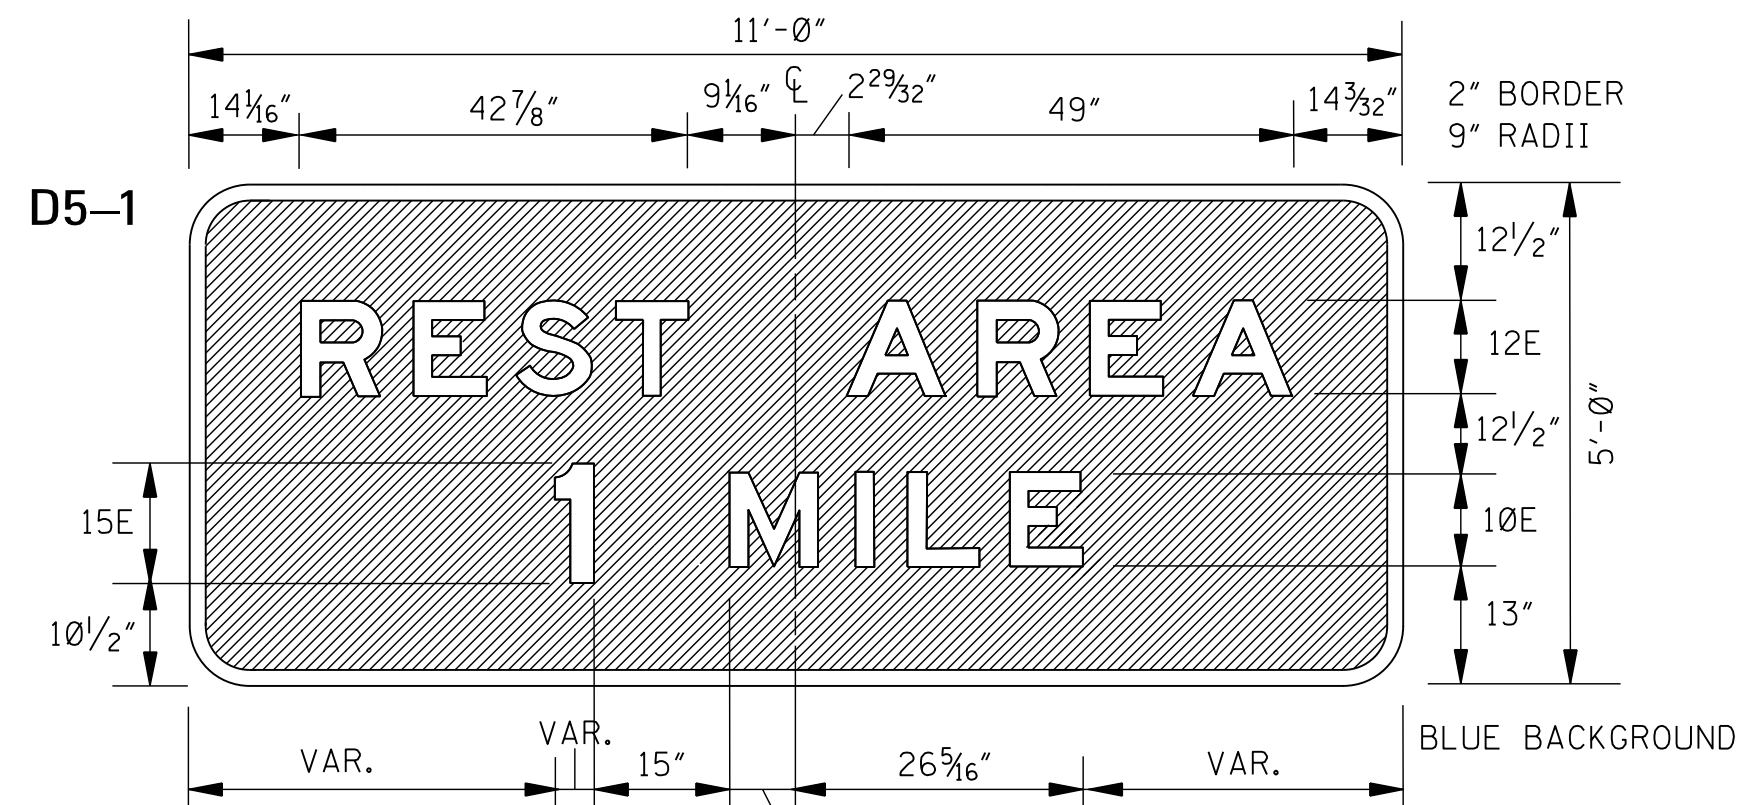 11'-0"
14 1/16" 42 7/8" 9 1/16" ℄ 2 29/32" 49" 14 3/32"
2" BORDER
9" RADII
D5–1
12 1/2"
REST AREA
12E
12 1/2"
5'-0"
1 MILE
15E
10E
10 1/2"
13"
BLUE BACKGROUND
VAR. VAR. 15" 26 5/16" VAR.